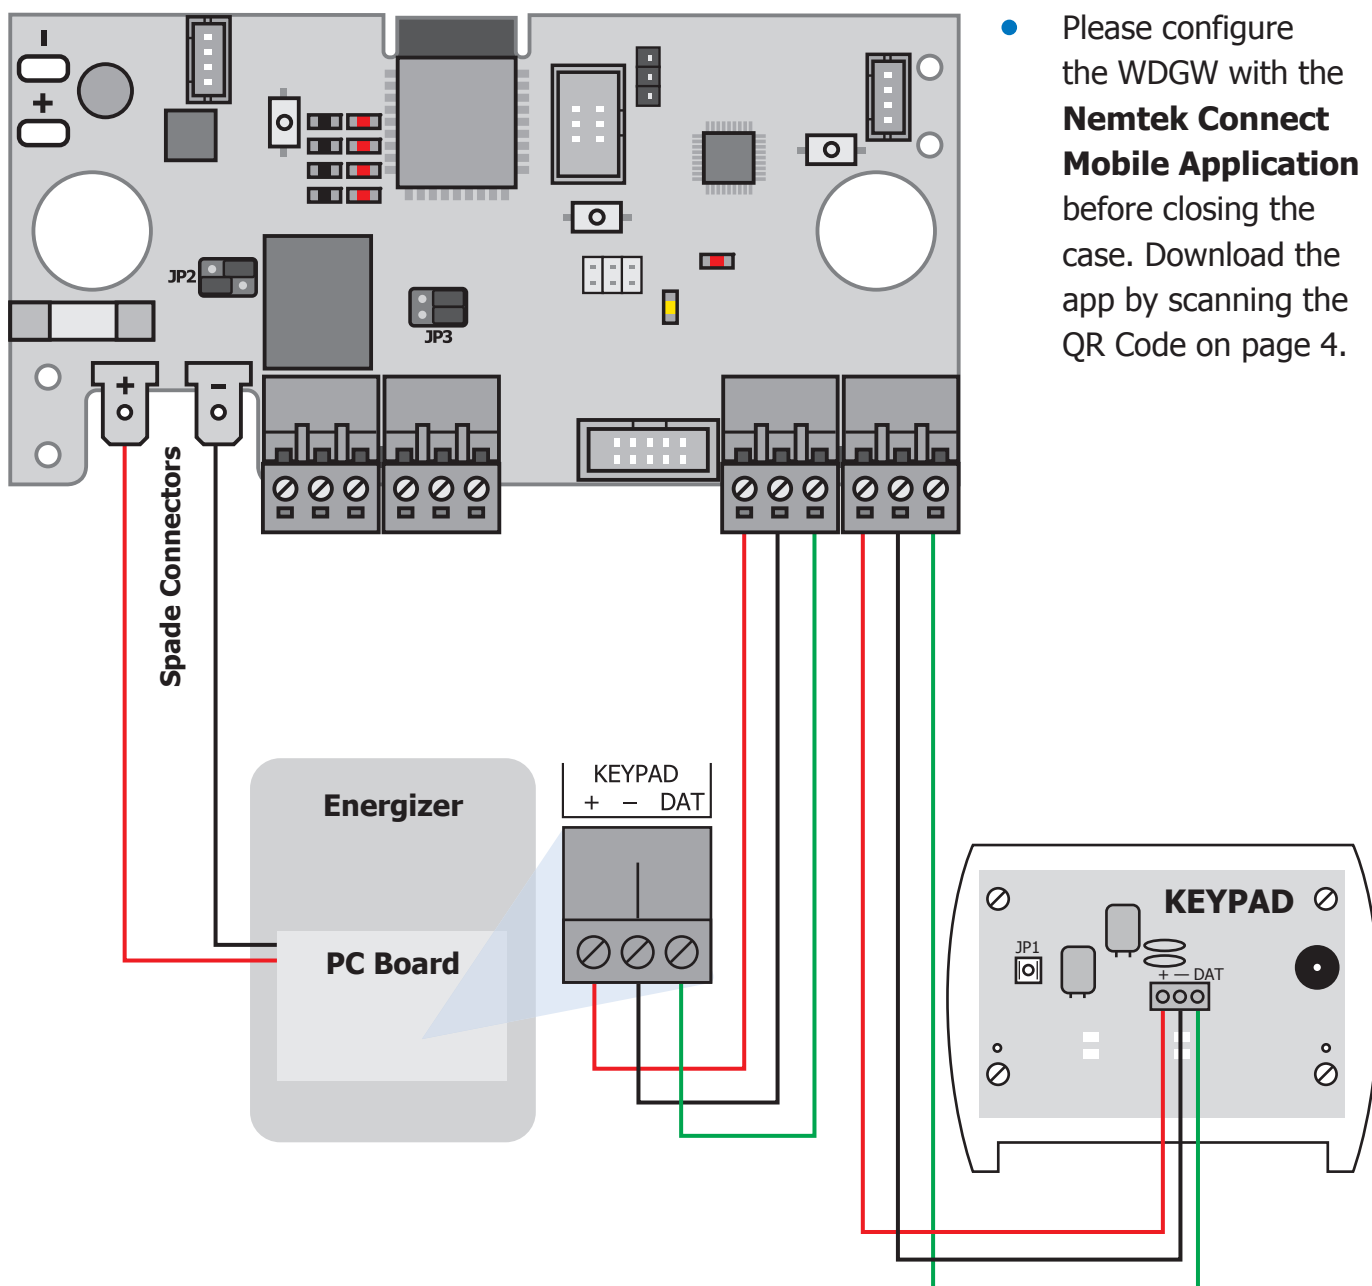 Please configure
the WDGW with the
Nemtek Connect
Mobile Application
before closing the
case. Download the
app by scanning the
QR Code on page 4.
-
+
JP2
JP3
+
-
Spade Connectors
Energizer
PC Board
KEYPAD
+ – DAT
KEYPAD
JP1
+ — DAT